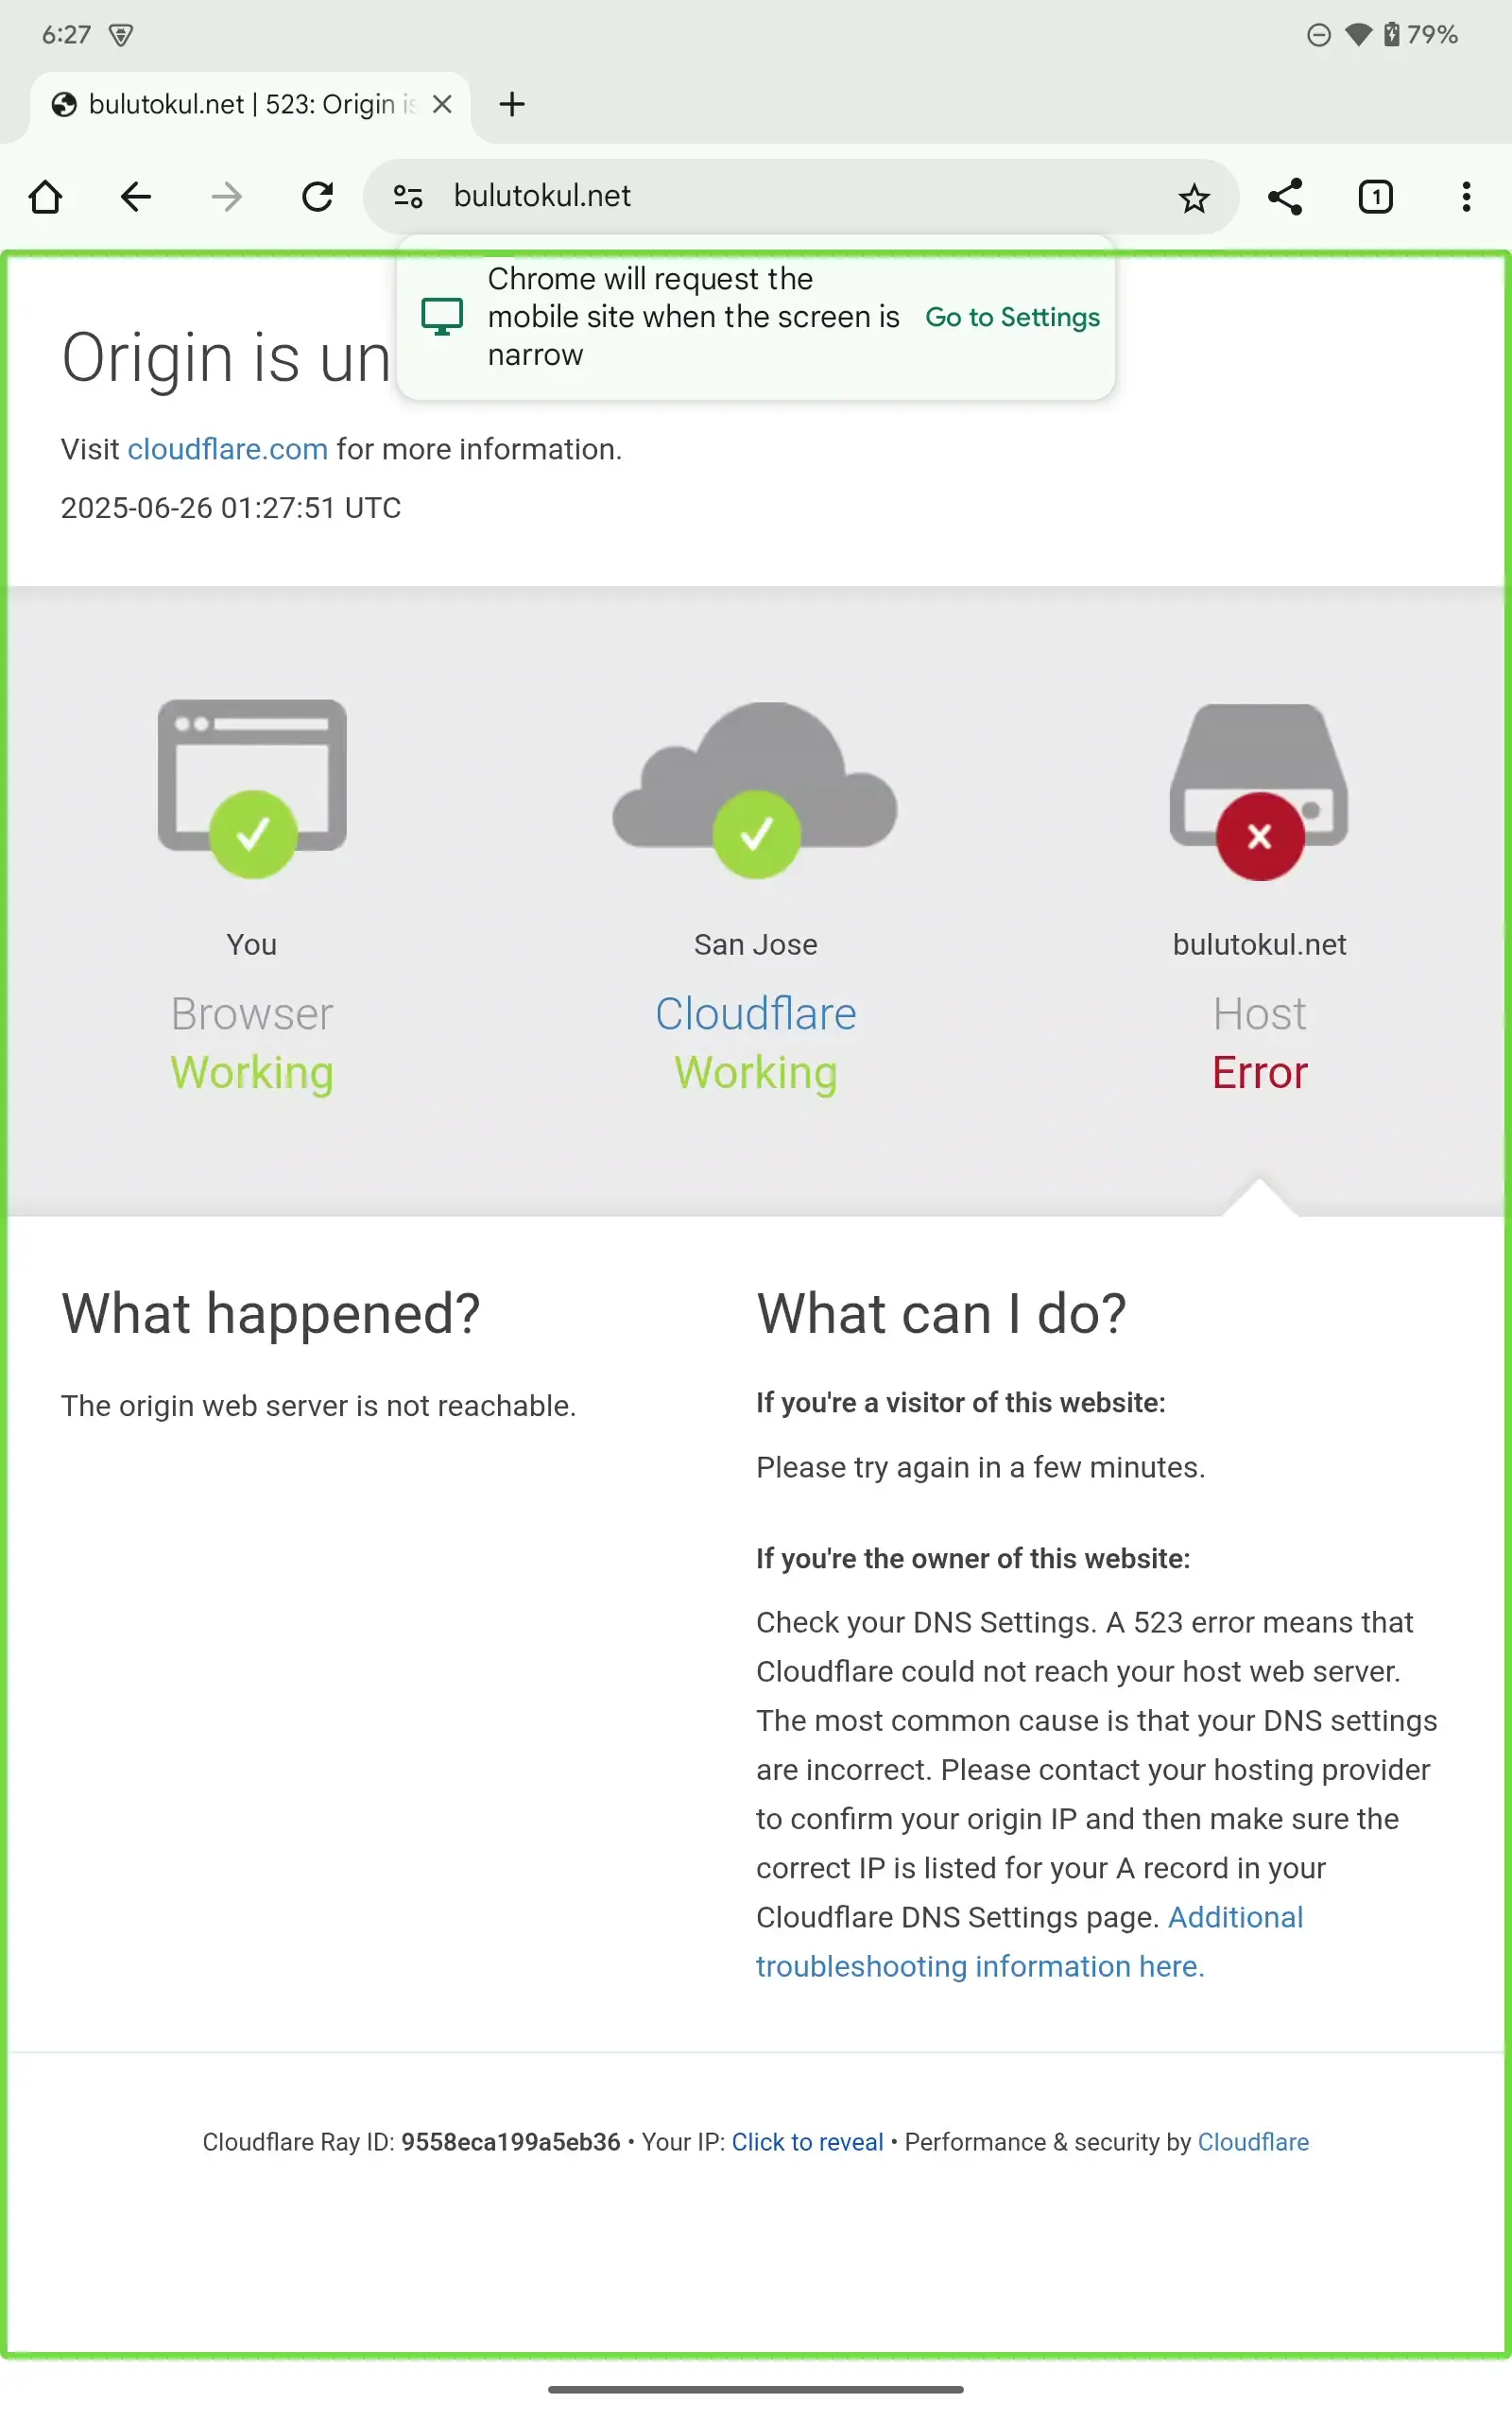 6:27
79%
bulutokul.net | 523: Origin is
bulutokul.net
1
Chrome will request the
mobile site when the screen is
narrow
Go to Settings
Origin is un
Visit cloudflare.com for more information.
2025-06-26 01:27:51 UTC
You
Browser
Working
San Jose
Cloudflare
Working
bulutokul.net
Host
Error
What happened?
The origin web server is not reachable.
What can I do?
If you're a visitor of this website:
Please try again in a few minutes.
If you're the owner of this website:
Check your DNS Settings. A 523 error means that
Cloudflare could not reach your host web server.
The most common cause is that your DNS settings
are incorrect. Please contact your hosting provider
to confirm your origin IP and then make sure the
correct IP is listed for your A record in your
Cloudflare DNS Settings page. Additional
troubleshooting information here.
Cloudflare Ray ID: 9558eca199a5eb36 • Your IP: Click to reveal • Performance & security by Cloudflare